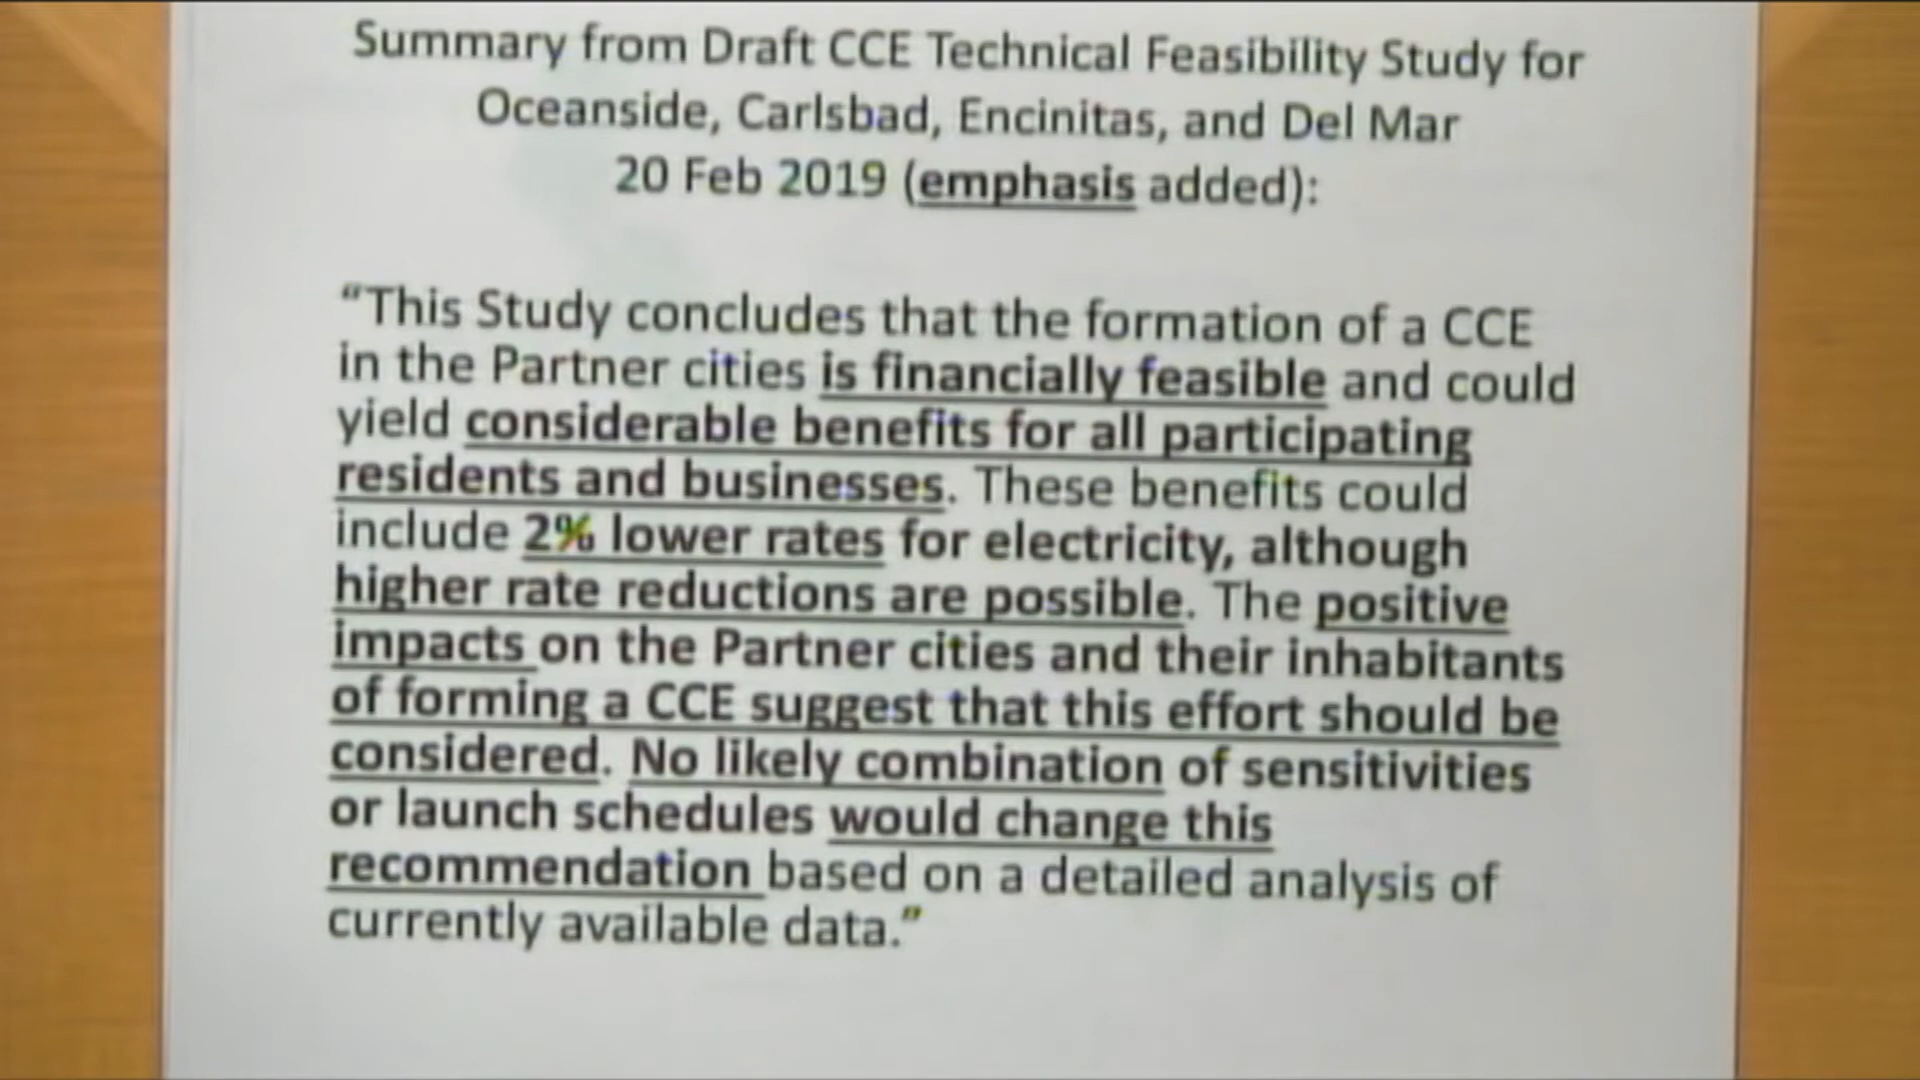 Summary from Draft CCE Technical Feasibility Study for
Oceanside, Carlsbad, Encinitas, and Del Mar
20 Feb 2019 (emphasis added):
“This Study concludes that the formation of a CCE
in the Partner cities is financially feasible and could
yield considerable benefits for all participating
residents and businesses. These benefits could
include 2% lower rates for electricity, although
higher rate reductions are possible. The positive
impacts on the Partner cities and their inhabitants
of forming a CCE suggest that this effort should be
considered. No likely combination of sensitivities
or launch schedules would change this
recommendation based on a detailed analysis of
currently available data.”